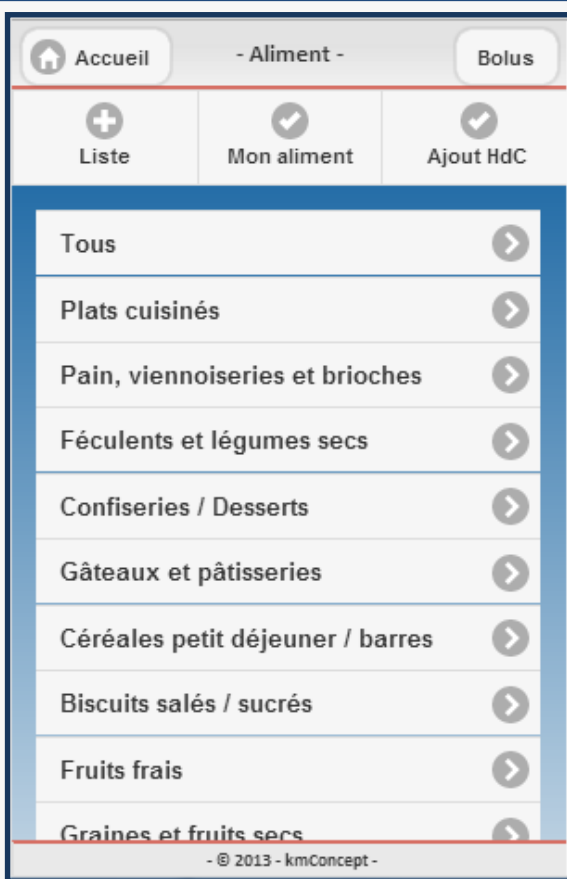 Accueil - Aliment - Bolus
Liste Mon aliment Ajout HdC
Tous
Plats cuisinés
Pain, viennoiseries et brioches
Féculents et légumes secs
Confiseries / Desserts
Gâteaux et pâtisseries
Céréales petit déjeuner / barres
Biscuits salés / sucrés
Fruits frais
Graines et fruits secs
- © 2013 - kmConcept -